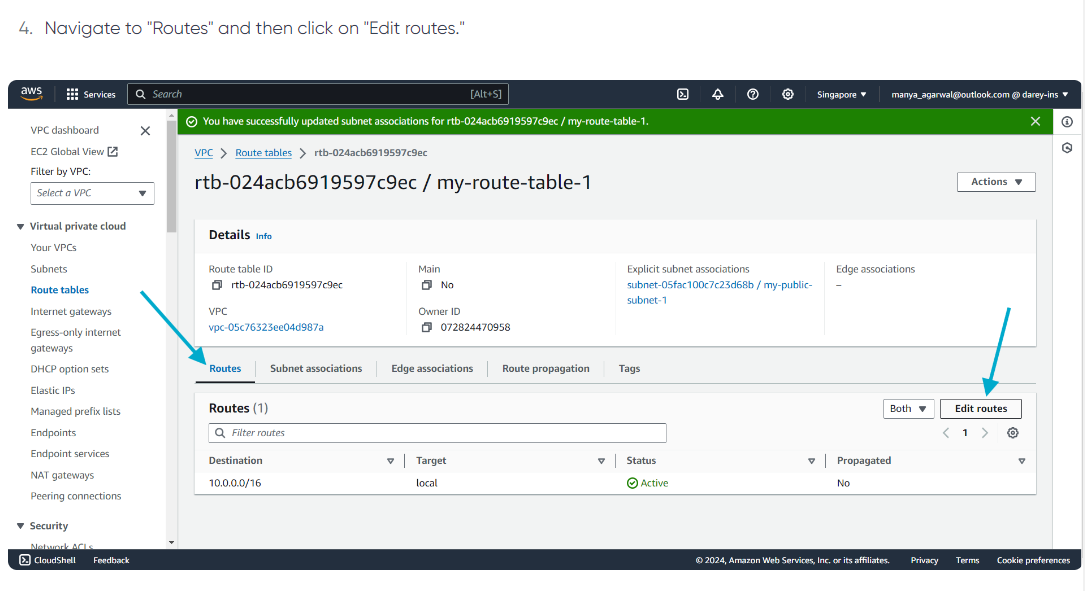 4. Navigate to "Routes" and then click on "Edit routes."
aws
Services
Search
[Alt+S]
Singapore
manya_agarwal@outlook.com @ darey-ins
You have successfully updated subnet associations for rtb-024acb6919597c9ec / my-route-table-1.
VPC dashboard
EC2 Global View
Filter by VPC:
Select a VPC
Virtual private cloud
Your VPCs
Subnets
Route tables
Internet gateways
Egress-only internet
gateways
DHCP option sets
Elastic IPs
Managed prefix lists
Endpoints
Endpoint services
NAT gateways
Peering connections
Security
Network ACLs
VPC > Route tables > rtb-024acb6919597c9ec
rtb-024acb6919597c9ec / my-route-table-1
Actions
Details Info
Route table ID
rtb-024acb6919597c9ec
Main
No
Explicit subnet associations
subnet-05fac100c7c23d68b / my-public-
subnet-1
Edge associations
–
VPC
vpc-05c76323ee04d987a
Owner ID
072824470958
Routes
Subnet associations
Edge associations
Route propagation
Tags
Routes (1)
Both
Edit routes
Filter routes
1
Destination Target Status Propagated
10.0.0.0/16 local Active No
CloudShell
Feedback
© 2024, Amazon Web Services, Inc. or its affiliates.
Privacy
Terms
Cookie preferences